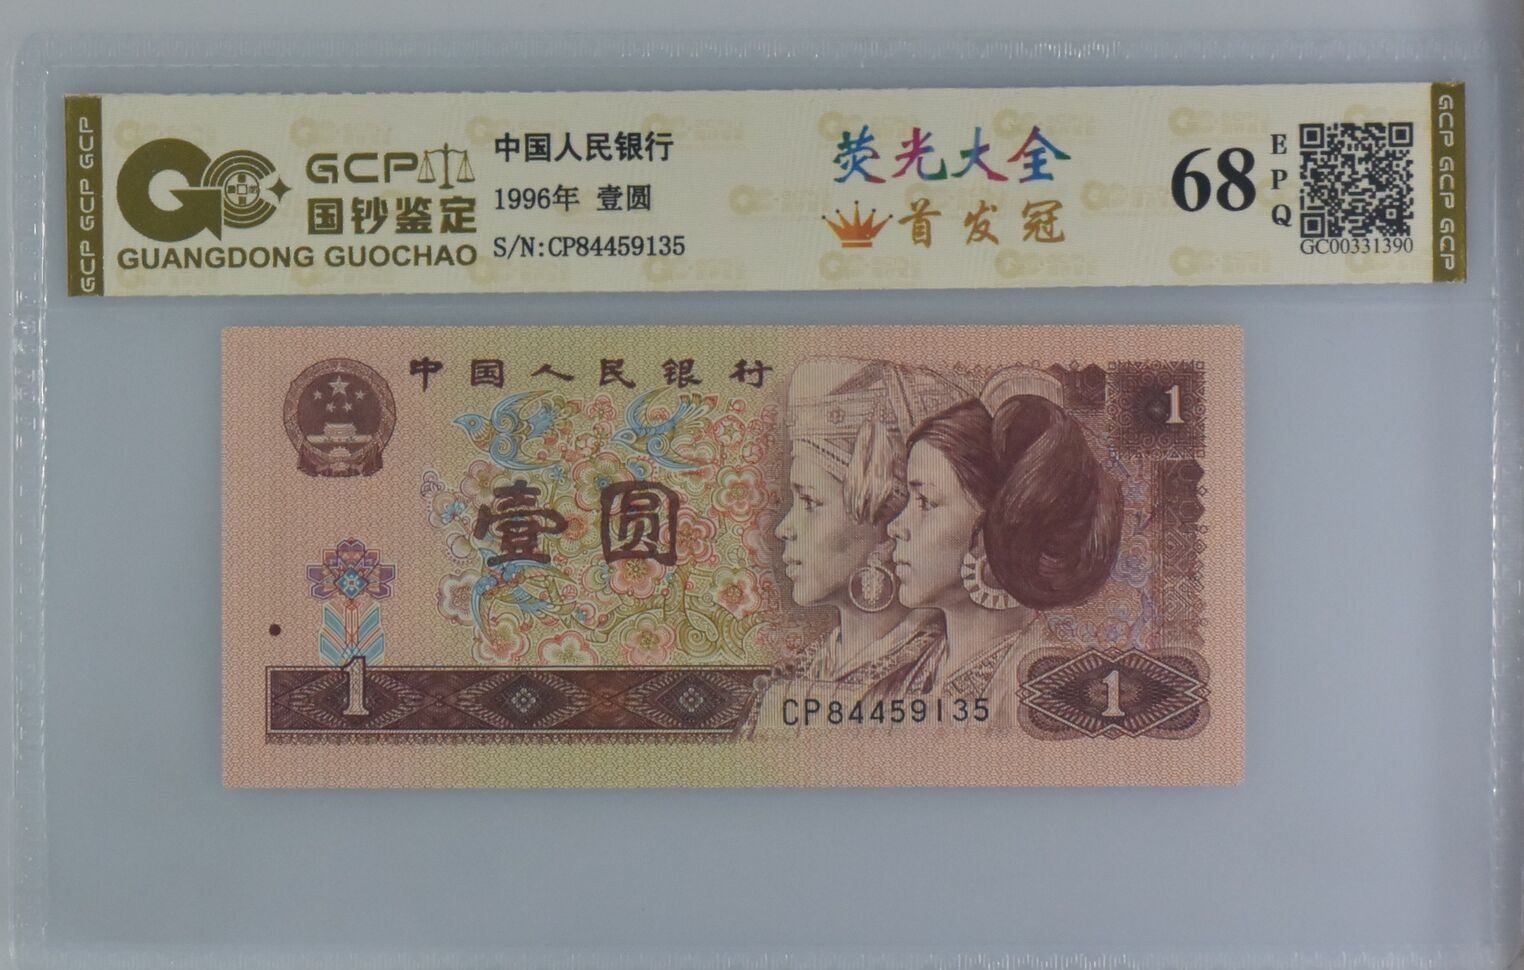 GCP
国钞鉴定
GUANGDONG GUOCHAO
中国人民银行
1996年 壹圆
S/N:CP84459135
荧光大全
首发冠
68
EPQ
GC00331390
GCP GCP GCP
GCP GCP GCP
中国人民银行
1
壹圆
1
CP84459135
1